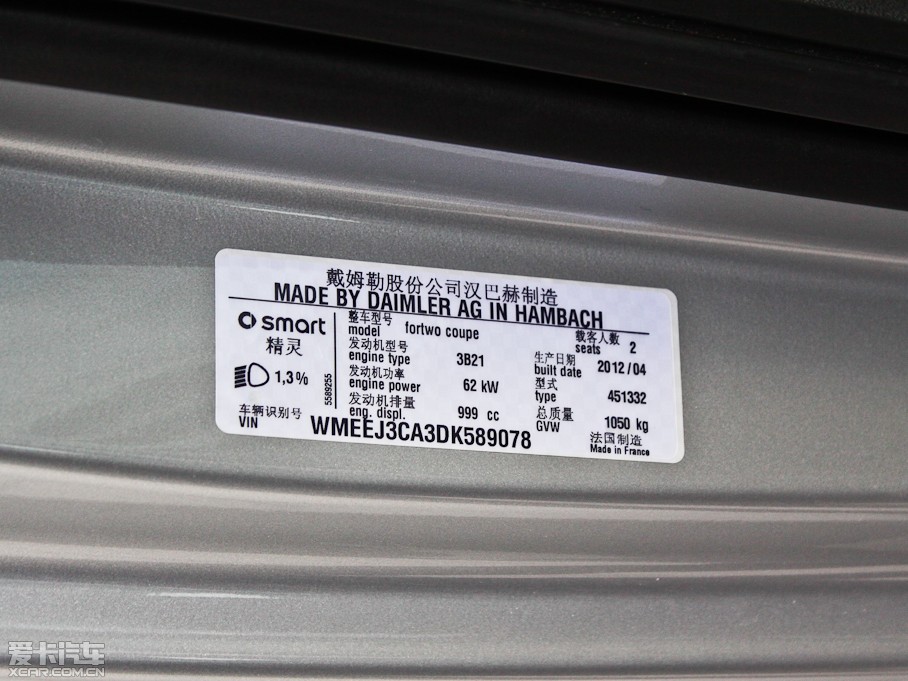 戴姆勒股份公司汉巴赫制造
MADE BY DAIMLER AG IN HAMBACH
smart
精灵
1,3%
5589255
整车型号 fortwo coupe 载客人数 2
model seats
发动机型号 3B21 生产日期 2012/04
engine type built date
发动机功率 62 kW 型式 451332
engine power type
发动机排量 999 cc 总质量 1050 kg
eng. displ. GVW
车辆识别号 WMEEJ3CA3DK589078 法国制造
VIN Made in France
爱卡汽车
XCAR.COM.CN